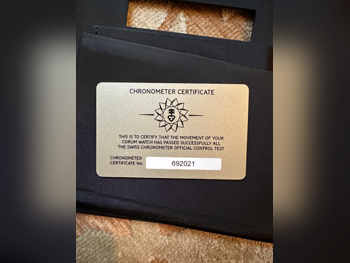 CHRONOMETER CERTIFICATE
THIS IS TO CERTIFY THAT THE MOVEMENT OF YOUR
CORUM WATCH HAS PASSED SUCCESSFULLY ALL
THE SWISS CHRONOMETER OFFICIAL CONTROL TEST
CHRONOMETER
CERTIFICATE No 692021